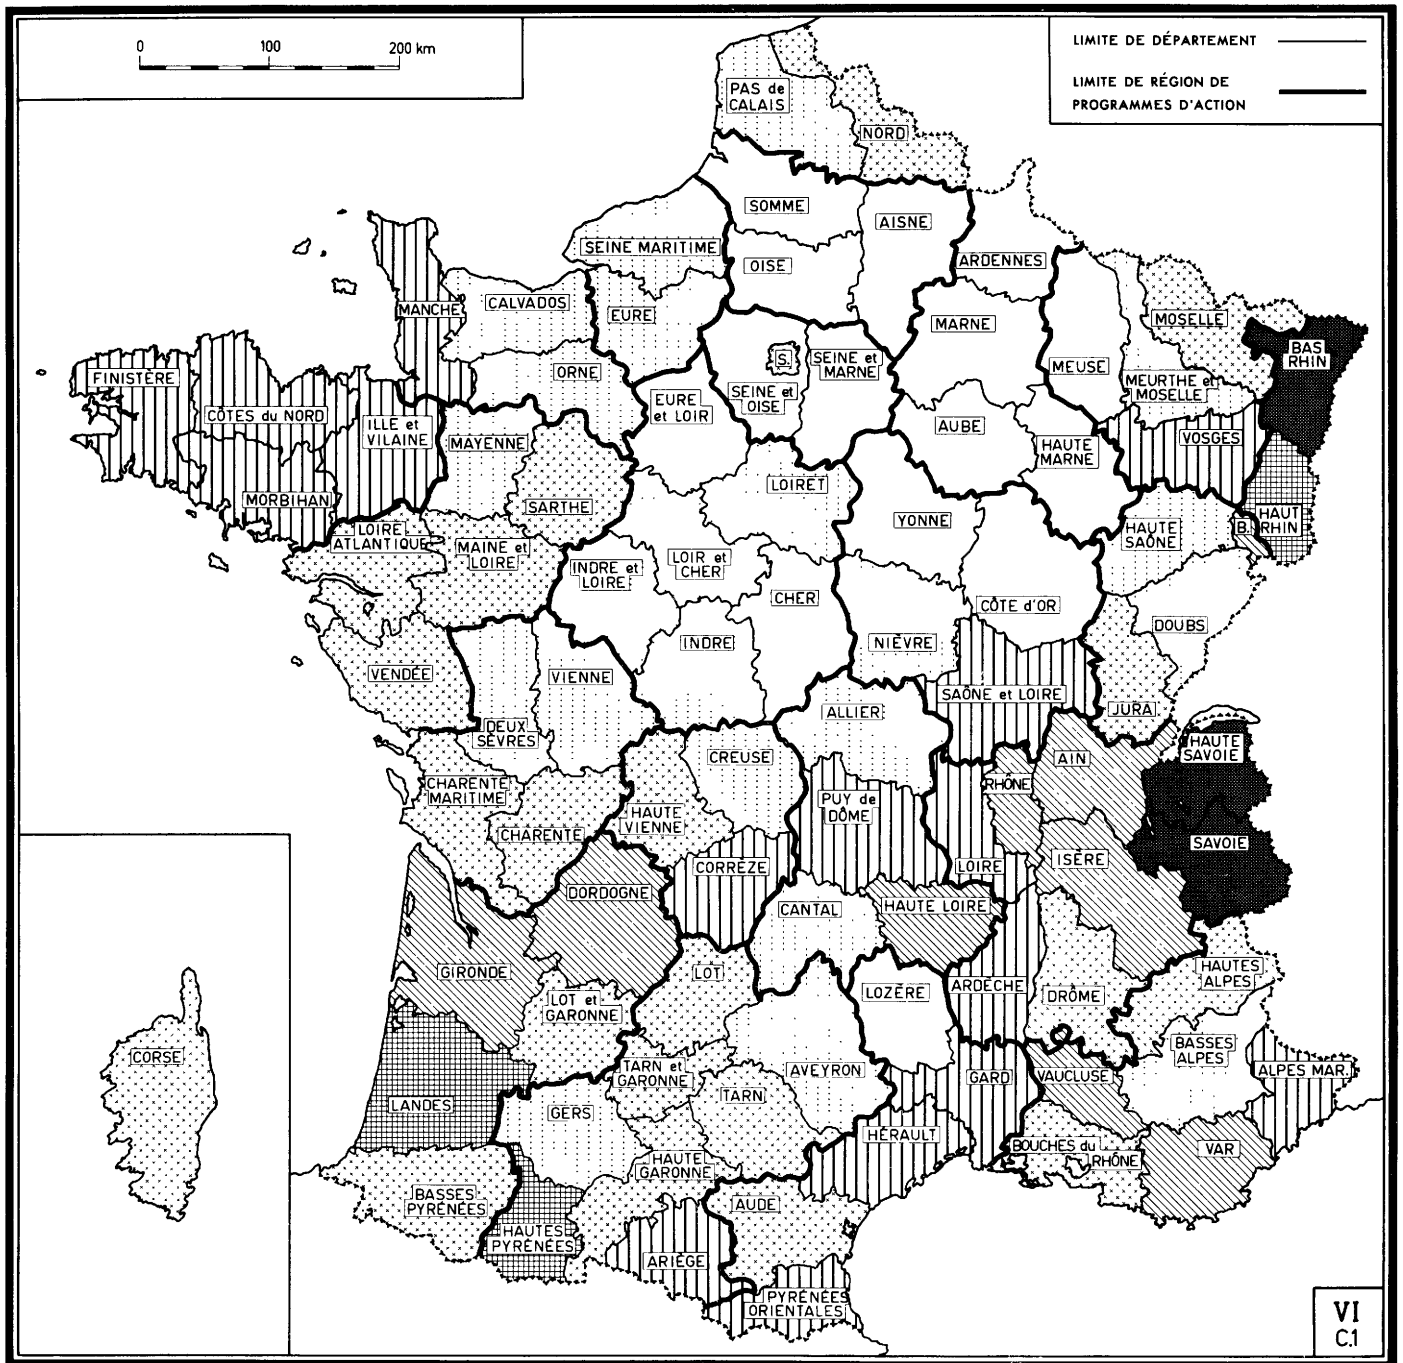 0 100 200 km
LIMITE DE DÉPARTEMENT
LIMITE DE RÉGION DE
PROGRAMMES D'ACTION
PAS de
CALAIS
NORD
SOMME
AISNE
SEINE MARITIME
OISE
ARDENNES
MANCHE
CALVADOS
EURE
MARNE
MOSELLE
BAS
RHIN
S.
SEINE et
MARNE
MEUSE
FINISTÈRE
ORNE
SEINE et
OISE
MEURTHE et
MOSELLE
CÔTES du NORD
ILLE et
VILAINE
EURE
et LOIR
AUBE
HAUTE
MARNE
VOSGES
MAYENNE
MORBIHAN
SARTHE
LOIRET
YONNE
HAUTE
SAÔNE
B.
HAUT
RHIN
LOIRE
ATLANTIQUE
MAINE et
LOIRE
INDRE et
LOIRE
LOIR et
CHER
CHER
CÔTE d'OR
DOUBS
INDRE
NIÈVRE
VENDÉE
VIENNE
SAÔNE et LOIRE
JURA
DEUX
SÈVRES
ALLIER
HAUTE
SAVOIE
CREUSE
AIN
RHÔNE
CHARENTE
MARITIME
PUY de
DÔME
HAUTE
VIENNE
CHARENTE
SAVOIE
ISÈRE
LOIRE
CORRÈZE
DORDOGNE
CANTAL
HAUTE LOIRE
GIRONDE
LOT
HAUTES
ALPES
LOZÈRE
ARDÈCHE
DRÔME
LOT et
GARONNE
BASSES
ALPES
CORSE
TARN et
GARONNE
AVEYRON
GARD
VAUCLUSE
ALPES MAR.
LANDES
GERS
TARN
HÉRAULT
BOUCHES du
RHÔNE
VAR
HAUTE
GARONNE
BASSES
PYRÉNÉES
AUDE
HAUTES
PYRÉNÉES
ARIÈGE
PYRÉNÉES
ORIENTALES
VI
C.1